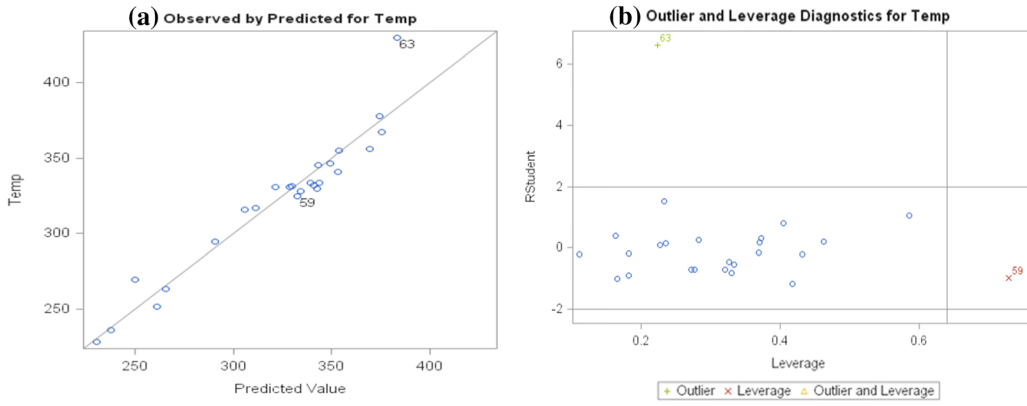 (a) Observed by Predicted for Temp
63
400
350
300
250
59
Temp
250 300 350 400
Predicted Value
(b) Outlier and Leverage Diagnostics for Temp
63
6
4
2
0
-2
59
RStudent
0.2 0.4 0.6
Leverage
+ Outlier × Leverage △ Outlier and Leverage